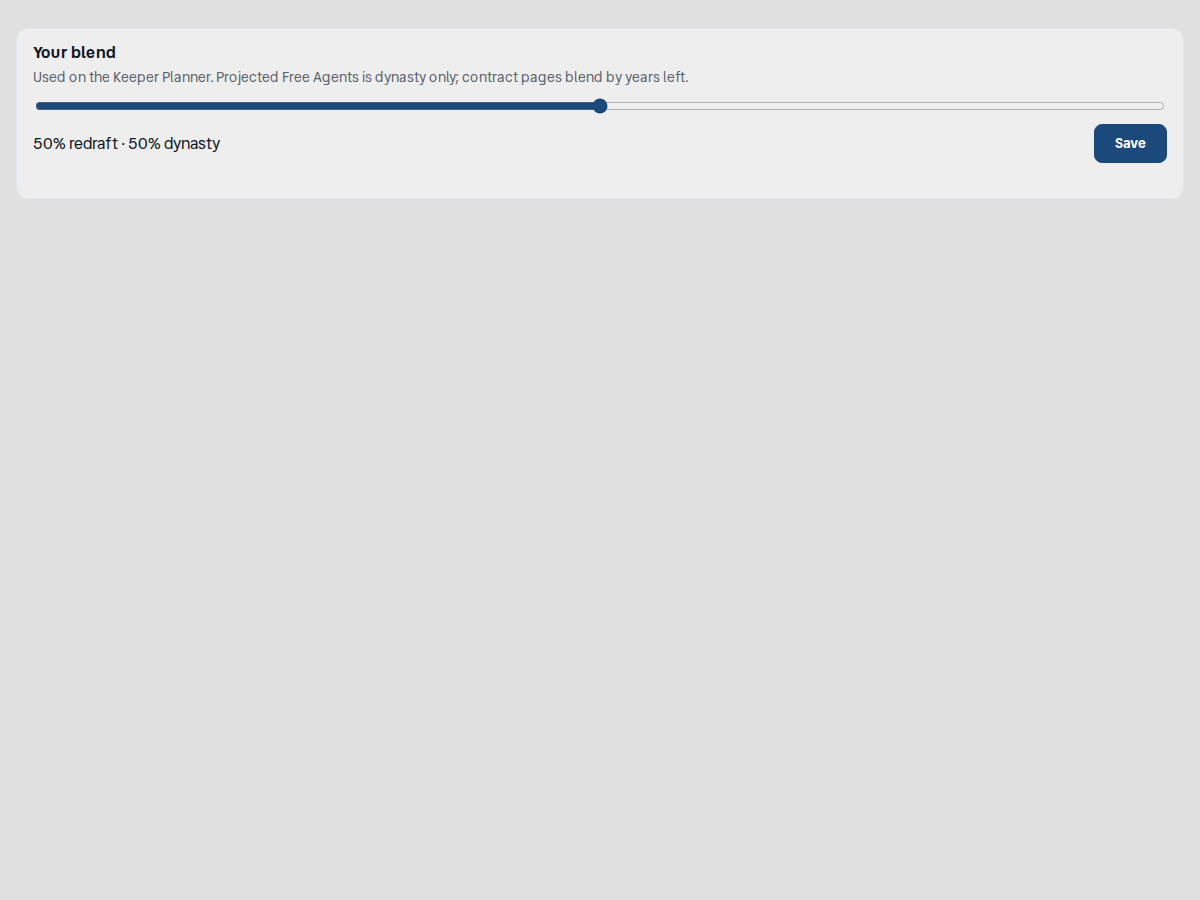 Your blend
Used on the Keeper Planner. Projected Free Agents is dynasty only; contract pages blend by years left.
50% redraft · 50% dynasty
Save